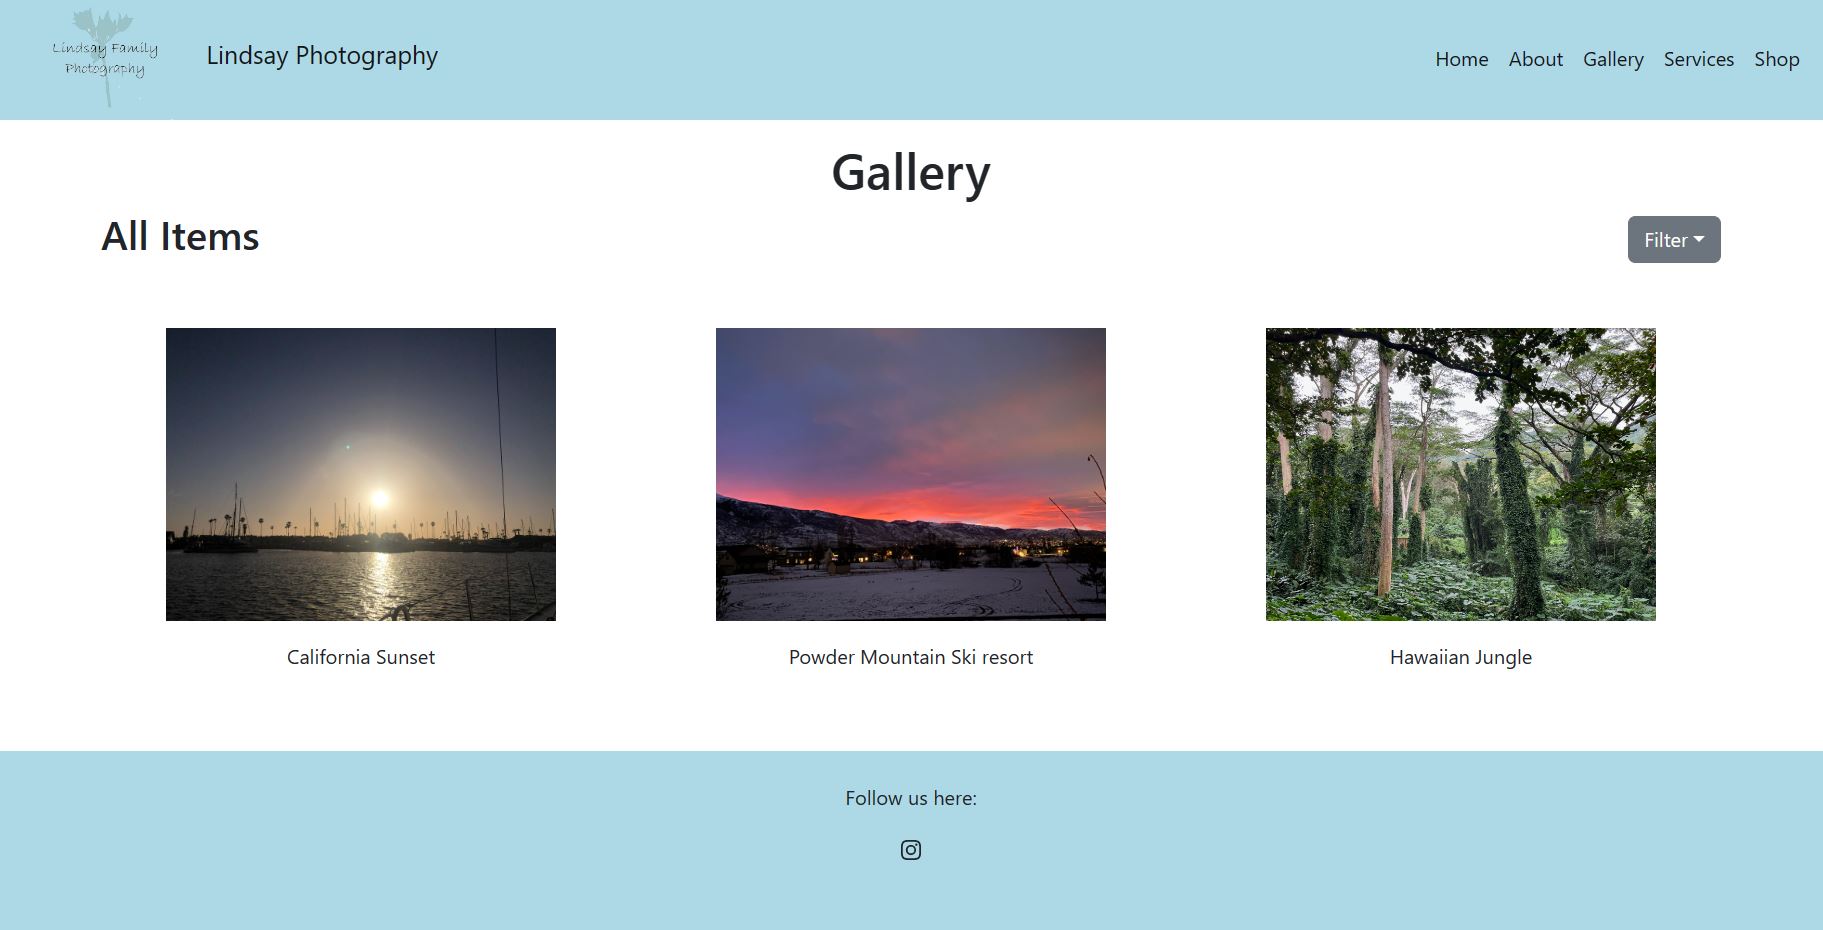 Lindsay Family
Photography
Lindsay Photography
Home About Gallery Services Shop
Gallery
All Items
Filter
California Sunset
Powder Mountain Ski resort
Hawaiian Jungle
Follow us here: